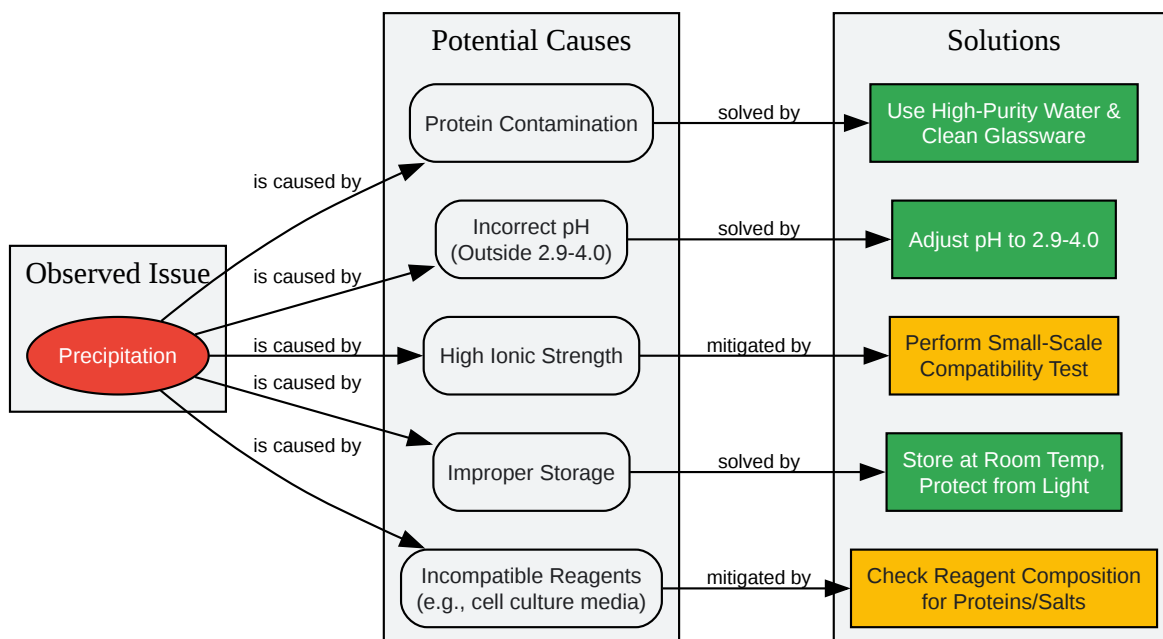 Potential Causes
Solutions
Observed Issue
Precipitation
is caused by
is caused by
is caused by
is caused by
is caused by
Protein Contamination
solved by
Use High-Purity Water &
Clean Glassware
Incorrect pH
(Outside 2.9-4.0)
solved by
Adjust pH to 2.9-4.0
High Ionic Strength
mitigated by
Perform Small-Scale
Compatibility Test
Improper Storage
solved by
Store at Room Temp,
Protect from Light
Incompatible Reagents
(e.g., cell culture media)
mitigated by
Check Reagent Composition
for Proteins/Salts